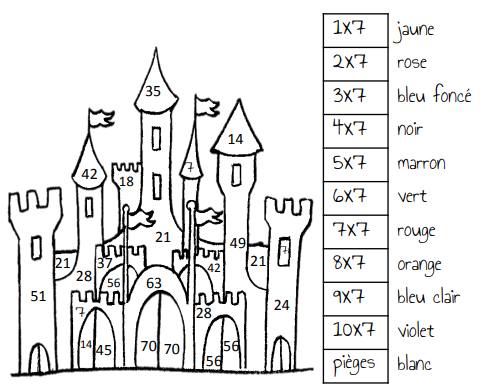 35
14
42
18
7
21
49
21
37
56
28
42
63
21
7
51
7
28
24
14
45
70
70
56
56
1x7 jaune
2x7 rose
3x7 bleu foncé
4x7 noir
5x7 marron
6x7 vert
7x7 rouge
8x7 orange
9x7 bleu clair
10x7 violet
pièges blanc